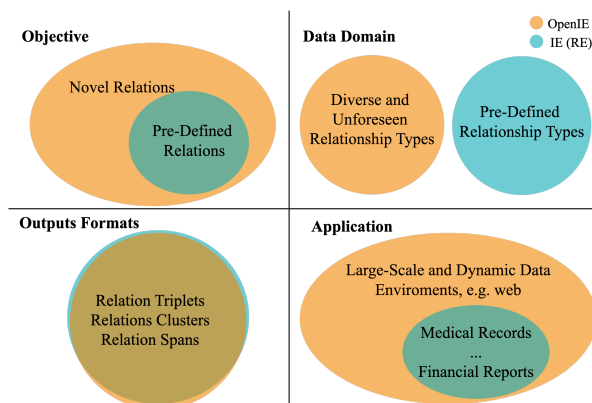 OpenIE
IE (RE)
Objective
Novel Relations
Pre-Defined
Relations
Data Domain
Diverse and
Unforeseen
Relationship Types
Pre-Defined
Relationship Types
Outputs Formats
Relation Triplets
Relations Clusters
Relation Spans
Application
Large-Scale and Dynamic Data
Enviroments, e.g. web
Medical Records
...
Financial Reports